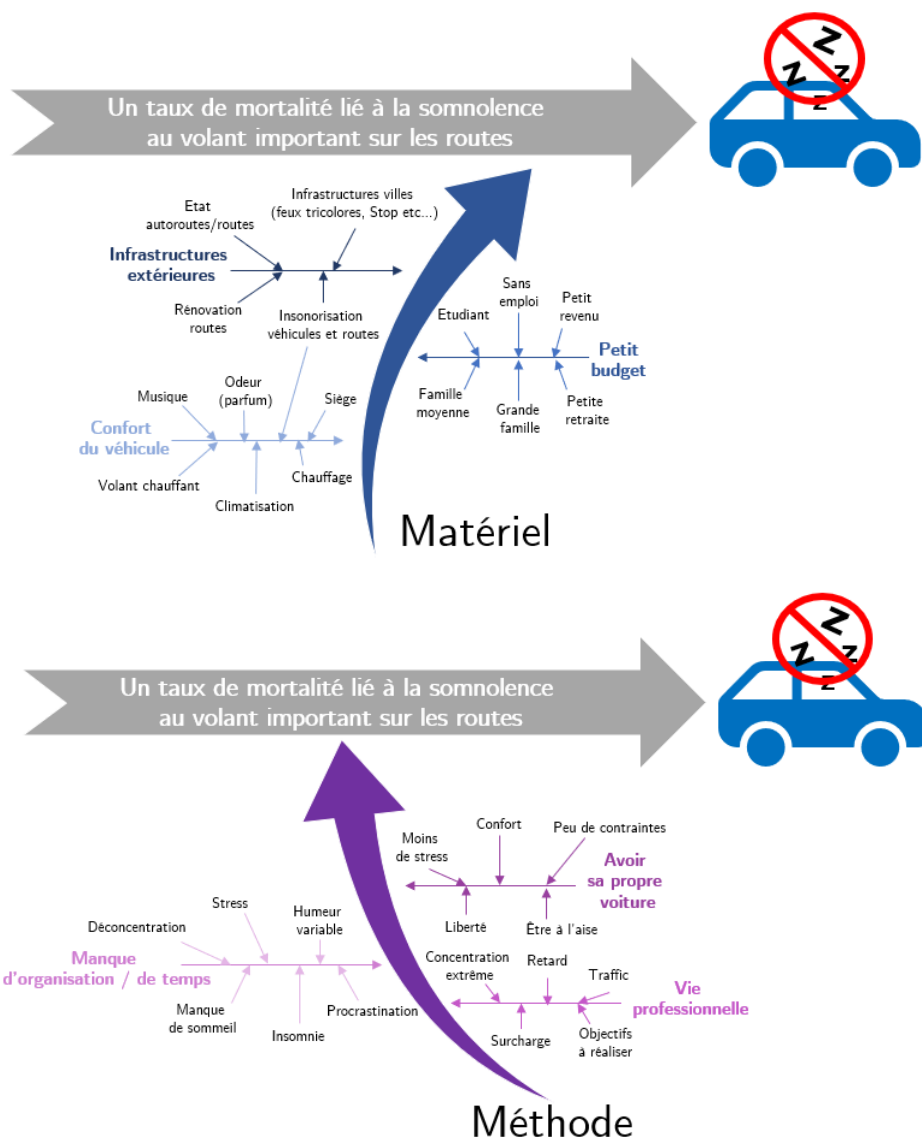 Z
Z
Z
Z
Un taux de mortalité lié à la somnolence
au volant important sur les routes
Infrastructures villes
(feux tricolores, Stop etc...)
Etat
autoroutes/routes
Infrastructures
extérieures
Rénovation
routes
Insonorisation
véhicules et routes
Sans
emploi
Petit
revenu
Etudiant
Petit
budget
Famille
moyenne
Grande
famille
Petite
retraite
Musique
Odeur
(parfum)
Siège
Confort
du véhicule
Volant chauffant
Climatisation
Chauffage
Matériel
Z
Z
Z
Z
Un taux de mortalité lié à la somnolence
au volant important sur les routes
Moins
de stress
Confort
Peu de contraintes
Avoir
sa propre
voiture
Liberté
Être à l'aise
Déconcentration
Stress
Humeur
variable
Manque
d'organisation / de temps
Manque
de sommeil
Insomnie
Procrastination
Concentration
extrême
Retard
Traffic
Vie
professionnelle
Surcharge
Objectifs
à réaliser
Méthode